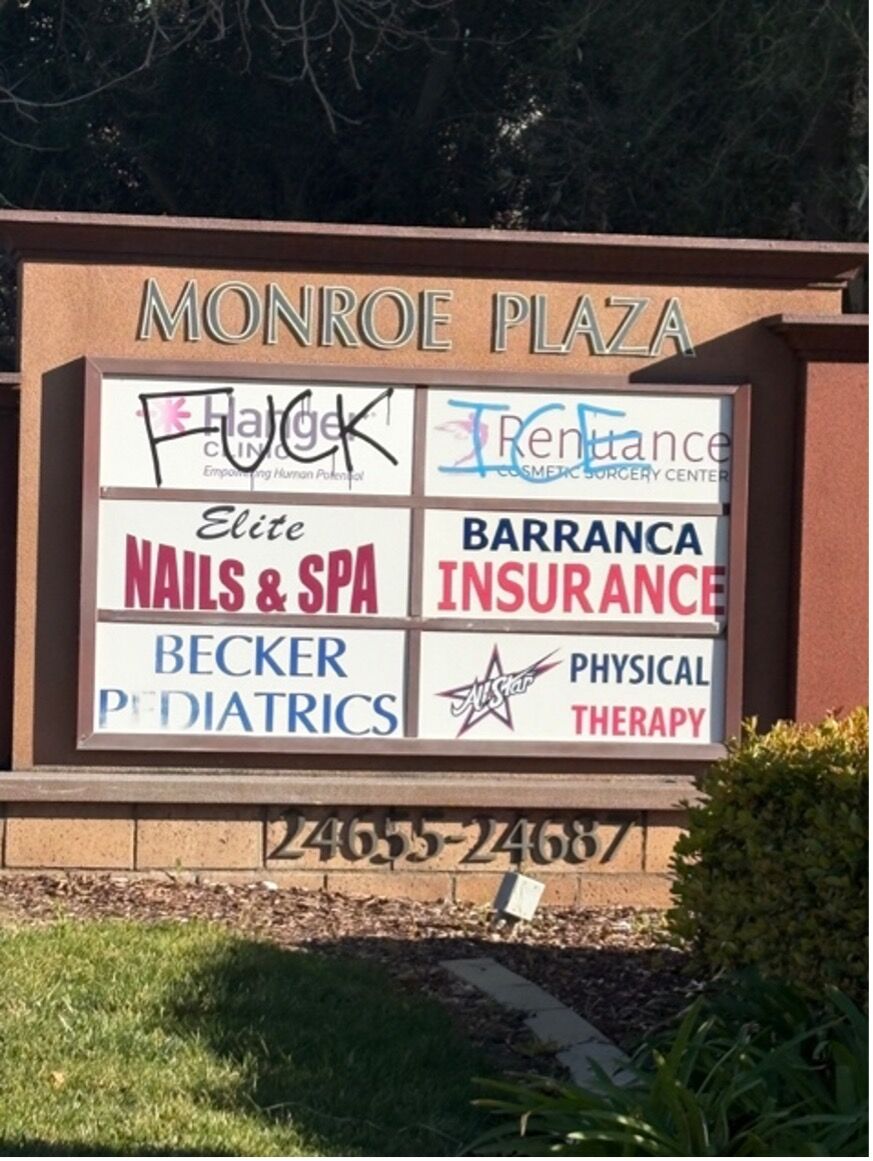 MONROE PLAZA
FUCK
Hanger
CLINIC
Empowering Human Potential
ICE
Renuance
COSMETIC SURGERY CENTER
Elite
NAILS & SPA
BARRANCA
INSURANCE
BECKER
PEDIATRICS
All Star
PHYSICAL
THERAPY
24655-24687